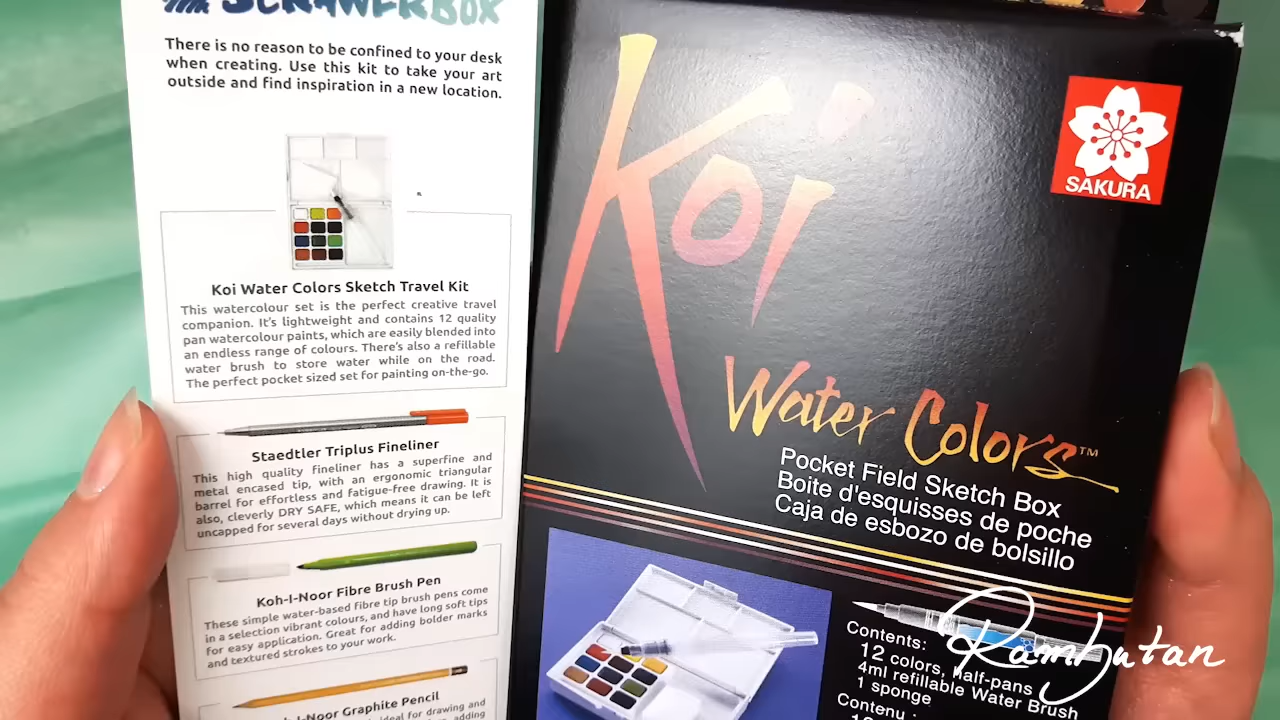 SCRAWLRBOX
There is no reason to be confined to your desk
when creating. Use this kit to take your art
outside and find inspiration in a new location.
Koi Water Colors Sketch Travel Kit
This watercolour set is the perfect creative travel
companion. It's lightweight and contains 12 quality
pan watercolour paints, which are easily blended into
an endless range of colours. There's also a refillable
water brush to store water while on the road.
The perfect pocket sized set for painting on-the-go.
Staedtler Triplus Fineliner
This high quality fineliner has a superfine and
metal encased tip, with an ergonomic triangular
barrel for effortless and fatigue-free drawing. It is
also, cleverly DRY SAFE, which means it can be left
uncapped for several days without drying up.
Koh-I-Noor Fibre Brush Pen
These simple water-based fibre tip brush pens come
in a selection vibrant colours, and have long soft tips
for easy application. Great for adding bolder marks
and textured strokes to your work.
-I-Noor Graphite Pencil
ideal for drawing and
adding
Koi
Water Colors™
SAKURA
Pocket Field Sketch Box
Boite d'esquisses de poche
Caja de esbozo de bolsillo
Contents:
12 colors, half-pans
4ml refillable Water Brush
1 sponge
Contenu :
Rambutan